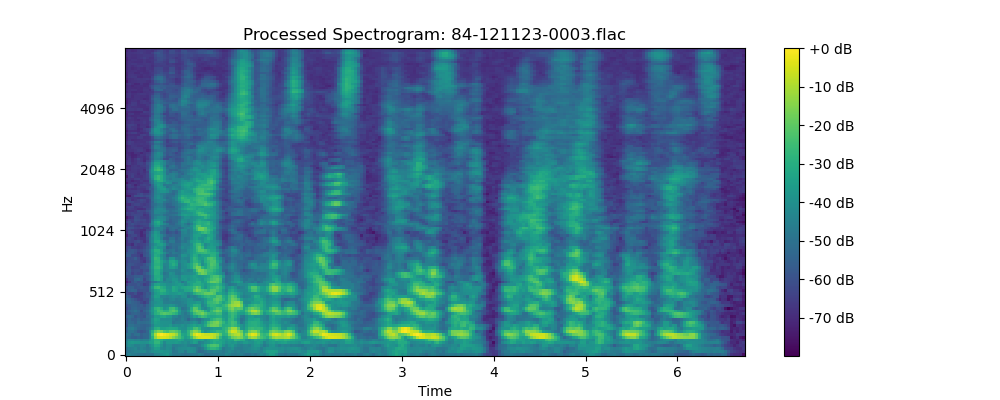 Processed Spectrogram: 84-121123-0003.flac
+0 dB
-10 dB
-20 dB
-30 dB
-40 dB
-50 dB
-60 dB
-70 dB
4096
2048
1024
512
0
Hz
0 1 2 3 4 5 6
Time